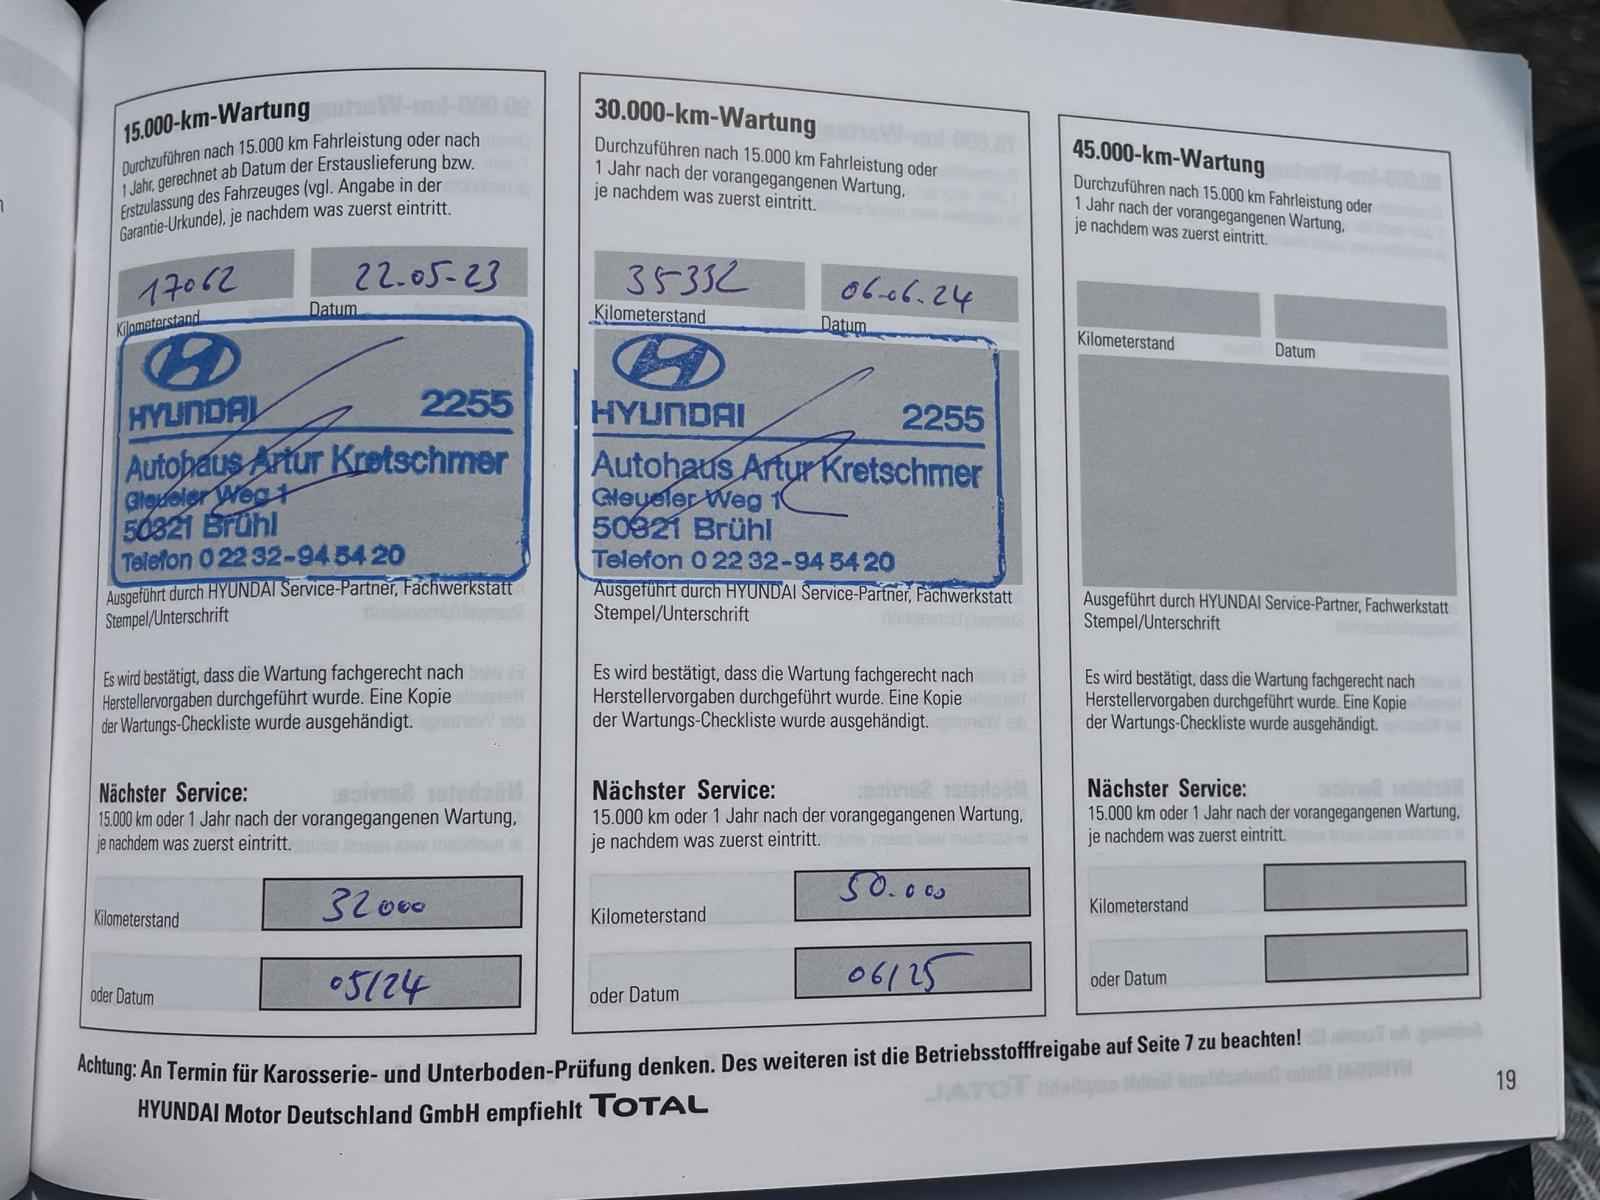 15.000-km-Wartung
Durchzuführen nach 15.000 km Fahrleistung oder nach
1 Jahr, gerechnet ab Datum der Erstauslieferung bzw.
Erstzulassung des Fahrzeuges (vgl. Angabe in der
Garantie-Urkunde), je nachdem was zuerst eintritt.
17062
22.05.23
Kilometerstand
Datum
HYUNDAI
2255
Autohaus Artur Kretschmer
Gleueler Weg 1
50321 Brühl
Telefon 0 22 32-94 54 20
Ausgeführt durch HYUNDAI Service-Partner, Fachwerkstatt
Stempel/Unterschrift
Es wird bestätigt, dass die Wartung fachgerecht nach
Herstellervorgaben durchgeführt wurde. Eine Kopie
der Wartungs-Checkliste wurde ausgehändigt.
Nächster Service:
15.000 km oder 1 Jahr nach der vorangegangenen Wartung,
je nachdem was zuerst eintritt.
Kilometerstand
32000
oder Datum
05/24
30.000-km-Wartung
Durchzuführen nach 15.000 km Fahrleistung oder
1 Jahr nach der vorangegangenen Wartung,
je nachdem was zuerst eintritt.
35332
06.06.24
Kilometerstand
Datum
HYUNDAI
2255
Autohaus Artur Kretschmer
Gleueler Weg 1
50321 Brühl
Telefon 0 22 32-94 54 20
Ausgeführt durch HYUNDAI Service-Partner, Fachwerkstatt
Stempel/Unterschrift
Es wird bestätigt, dass die Wartung fachgerecht nach
Herstellervorgaben durchgeführt wurde. Eine Kopie
der Wartungs-Checkliste wurde ausgehändigt.
Nächster Service:
15.000 km oder 1 Jahr nach der vorangegangenen Wartung,
je nachdem was zuerst eintritt.
Kilometerstand
50.000
oder Datum
06/25
45.000-km-Wartung
Durchzuführen nach 15.000 km Fahrleistung oder
1 Jahr nach der vorangegangenen Wartung,
je nachdem was zuerst eintritt.
Kilometerstand
Datum
Ausgeführt durch HYUNDAI Service-Partner, Fachwerkstatt
Stempel/Unterschrift
Es wird bestätigt, dass die Wartung fachgerecht nach
Herstellervorgaben durchgeführt wurde. Eine Kopie
der Wartungs-Checkliste wurde ausgehändigt.
Nächster Service:
15.000 km oder 1 Jahr nach der vorangegangenen Wartung,
je nachdem was zuerst eintritt.
Kilometerstand
oder Datum
Achtung: An Termin für Karosserie- und Unterboden-Prüfung denken. Des weiteren ist die Betriebsstofffreigabe auf Seite 7 zu beachten!
HYUNDAI Motor Deutschland GmbH empfiehlt TOTAL
19